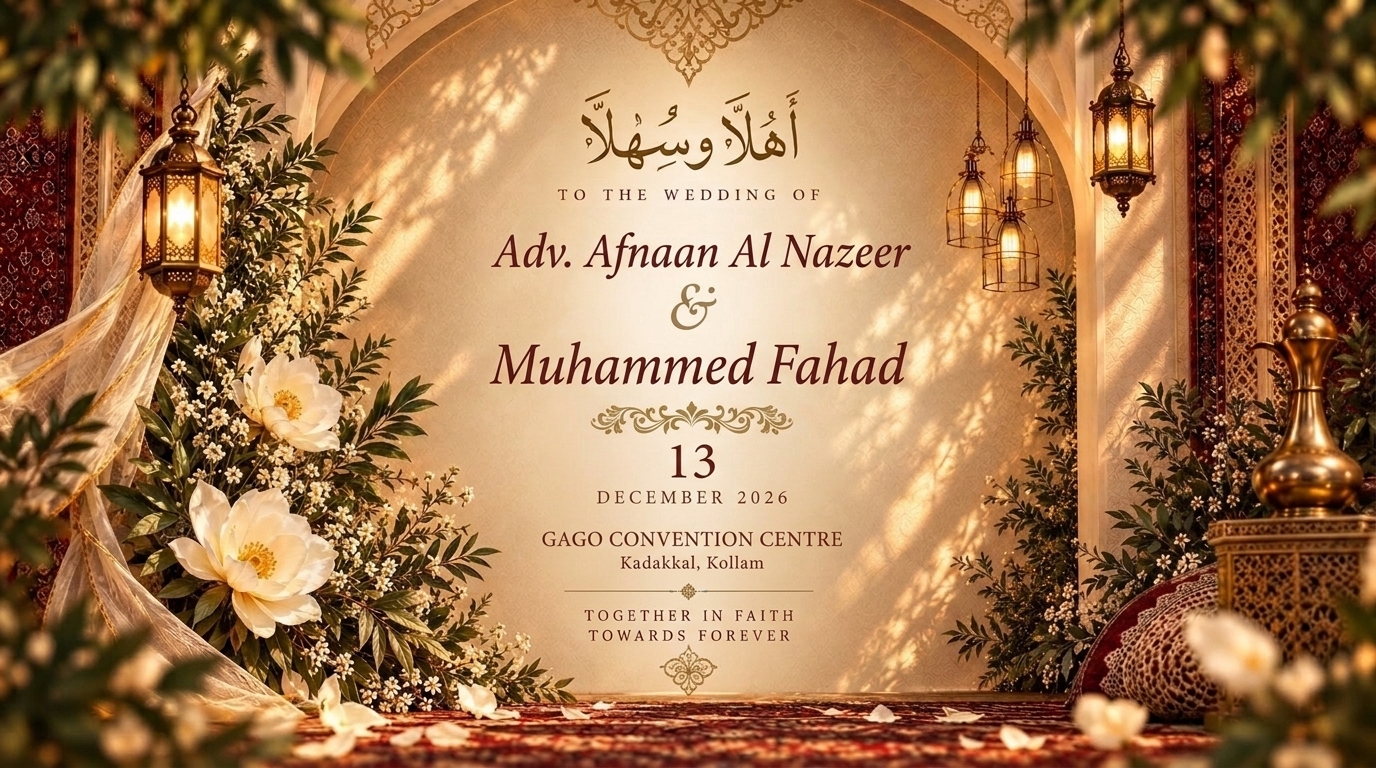 أَهْلًا وَسَهْلًا
TO THE WEDDING OF
Adv. Afnaan Al Nazeer
&
Muhammed Fahad
13
DECEMBER 2026
GAGO CONVENTION CENTRE
Kadakkal, Kollam
TOGETHER IN FAITH
TOWARDS FOREVER